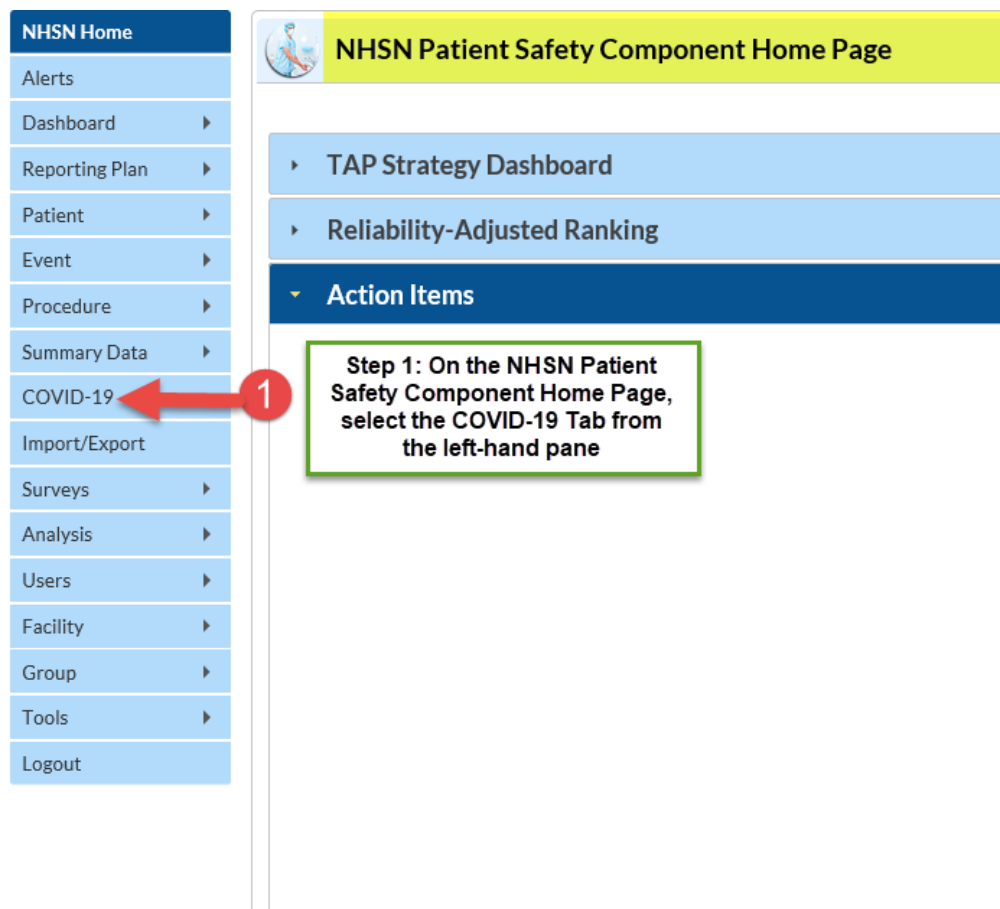 NHSN Home
Alerts
Dashboard
Reporting Plan
Patient
Event
Procedure
Summary Data
COVID-19
Import/Export
Surveys
Analysis
Users
Facility
Group
Tools
Logout
NHSN Patient Safety Component Home Page
TAP Strategy Dashboard
Reliability-Adjusted Ranking
Action Items
1
Step 1: On the NHSN Patient
Safety Component Home Page,
select the COVID-19 Tab from
the left-hand pane